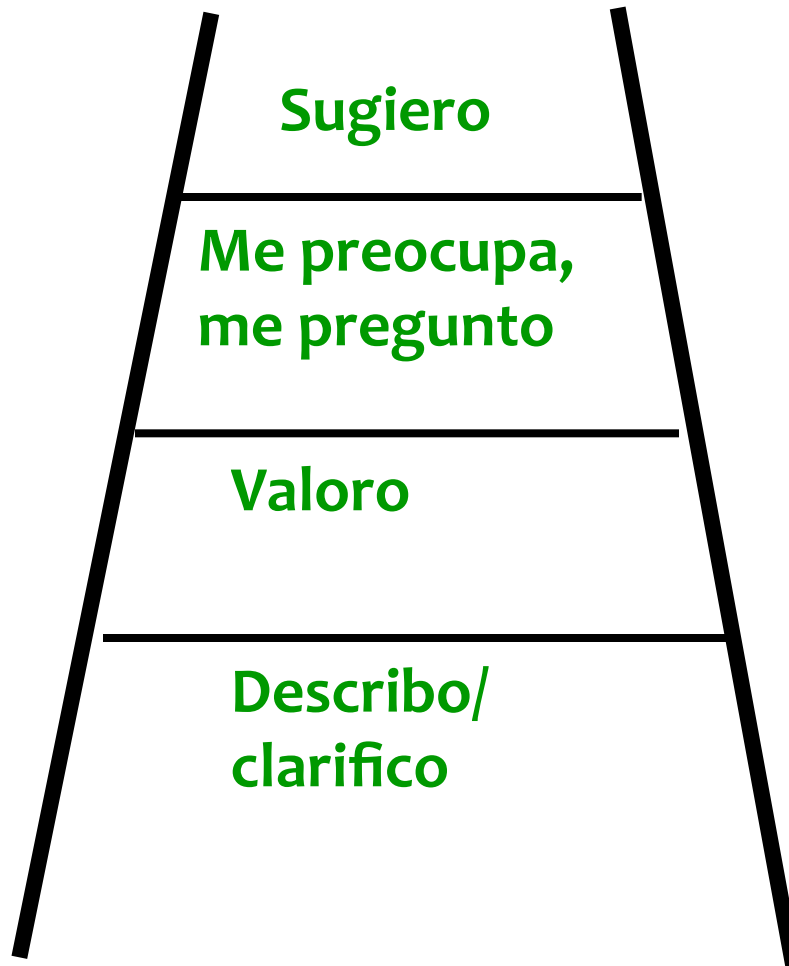 Sugiero
Me preocupa,
me pregunto
Valoro
Describo/
clarifico